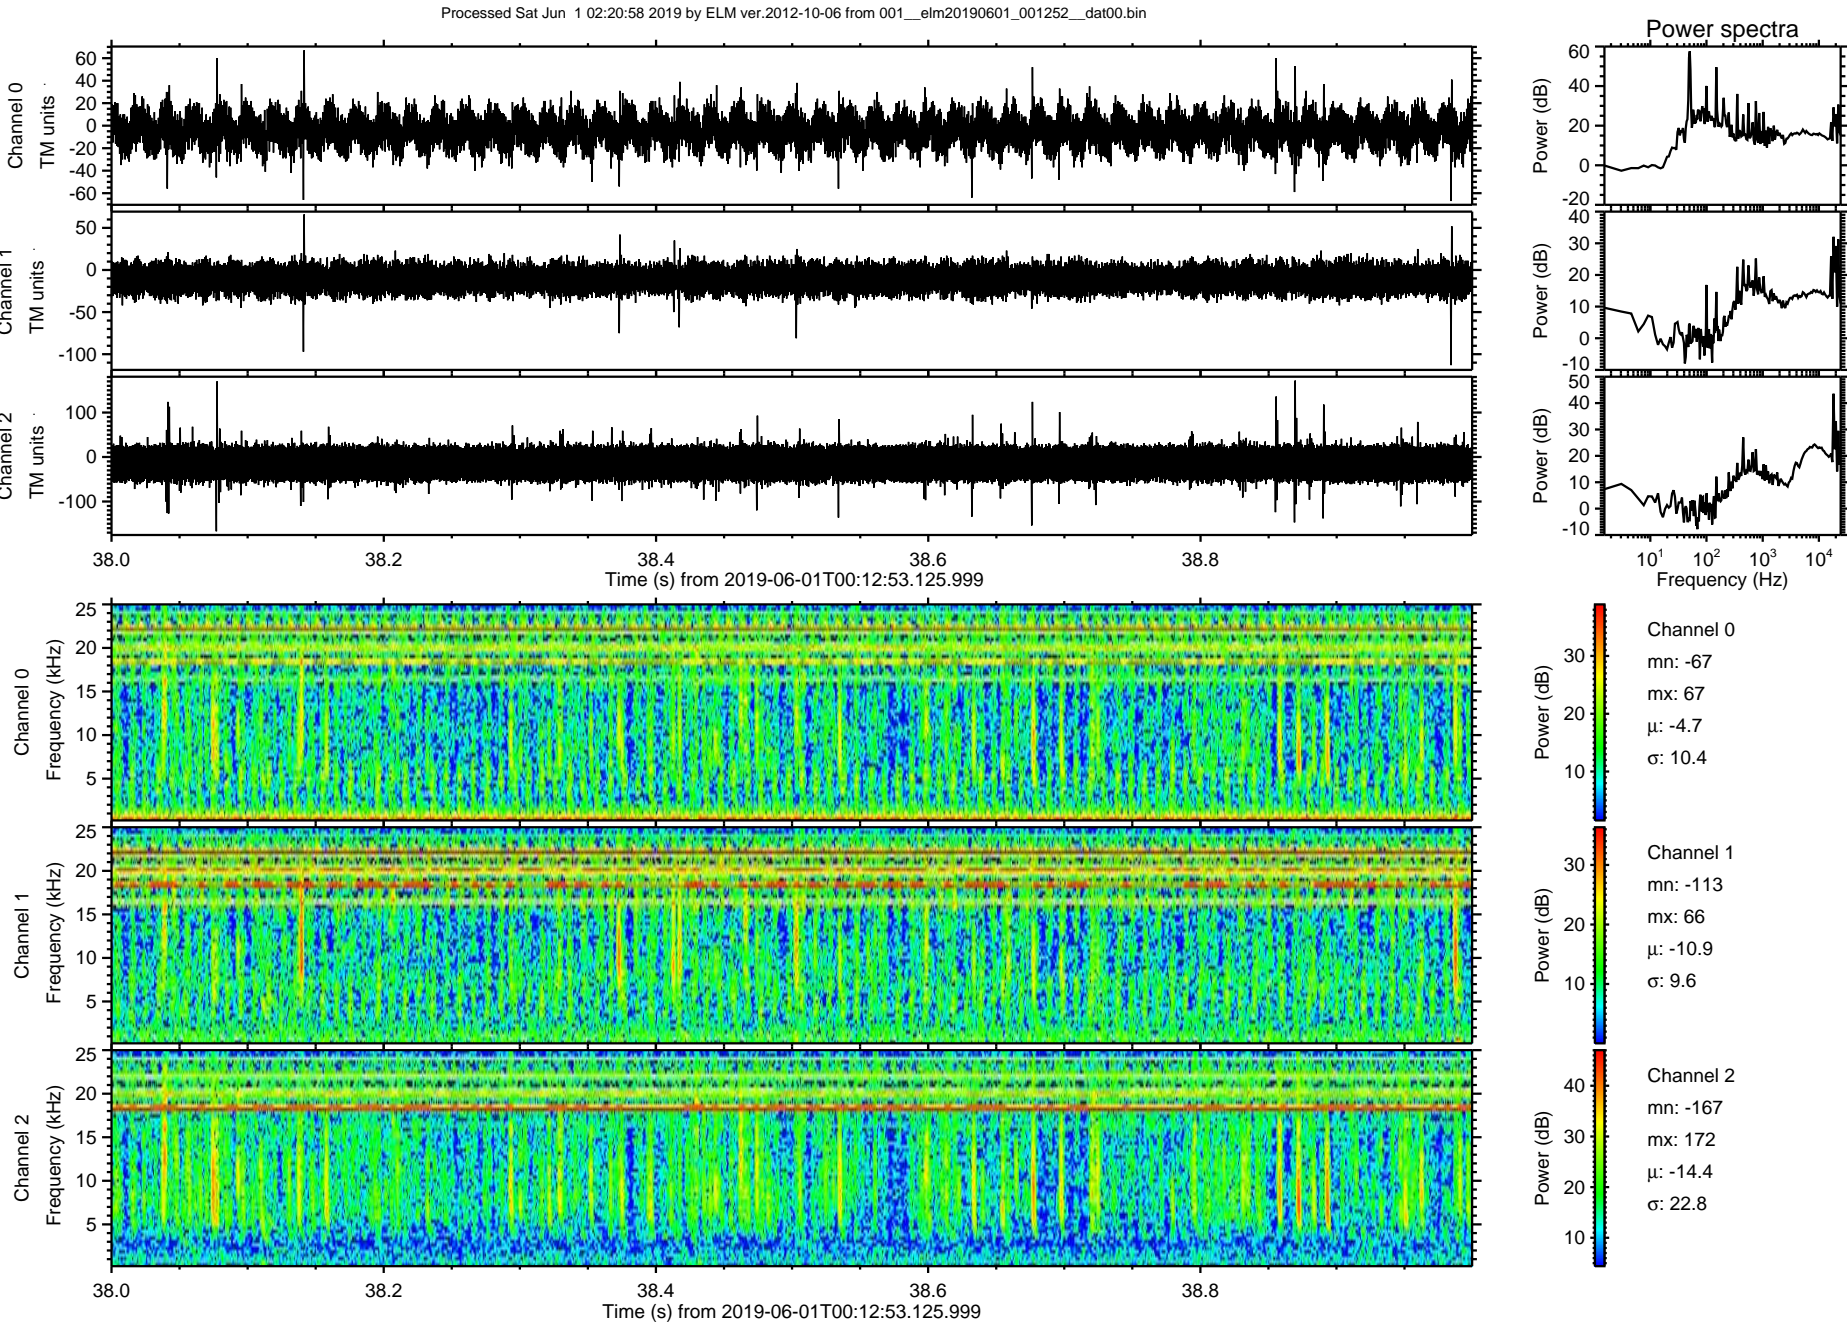 Processed Sat Jun 1 02:20:58 2019 by ELM ver.2012-10-06 from 001__elm20190601_001252__dat00.bin
Power spectra
Channel 0
TM units
60
40
20
0
-20
-40
-60
Power (dB)
60
40
20
0
-20
Channel 1
TM units
50
0
-50
-100
Power (dB)
40
30
20
10
0
-10
Channel 2
TM units
100
0
-100
Power (dB)
50
40
30
20
10
0
-10
38.0 38.2 38.4 38.6 38.8
Time (s) from 2019-06-01T00:12:53.125.999
10¹ 10² 10³ 10⁴
Frequency (Hz)
Channel 0
Frequency (kHz)
25
20
15
10
5
Power (dB)
30
20
10
Channel 0
mn: -67
mx: 67
μ: -4.7
σ: 10.4
Channel 1
Frequency (kHz)
25
20
15
10
5
Power (dB)
30
20
10
Channel 1
mn: -113
mx: 66
μ: -10.9
σ: 9.6
Channel 2
Frequency (kHz)
25
20
15
10
5
Power (dB)
40
30
20
10
Channel 2
mn: -167
mx: 172
μ: -14.4
σ: 22.8
38.0 38.2 38.4 38.6 38.8
Time (s) from 2019-06-01T00:12:53.125.999